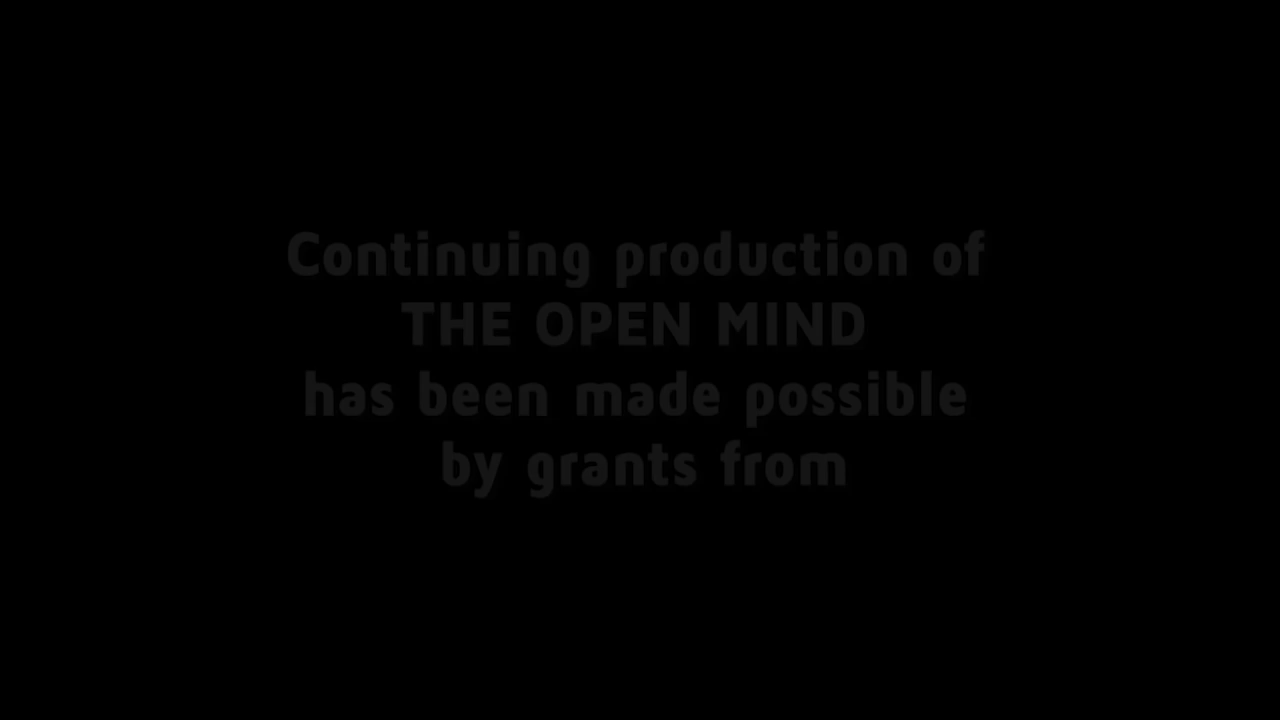 Continuing production of
THE OPEN MIND
has been made possible
by grants from